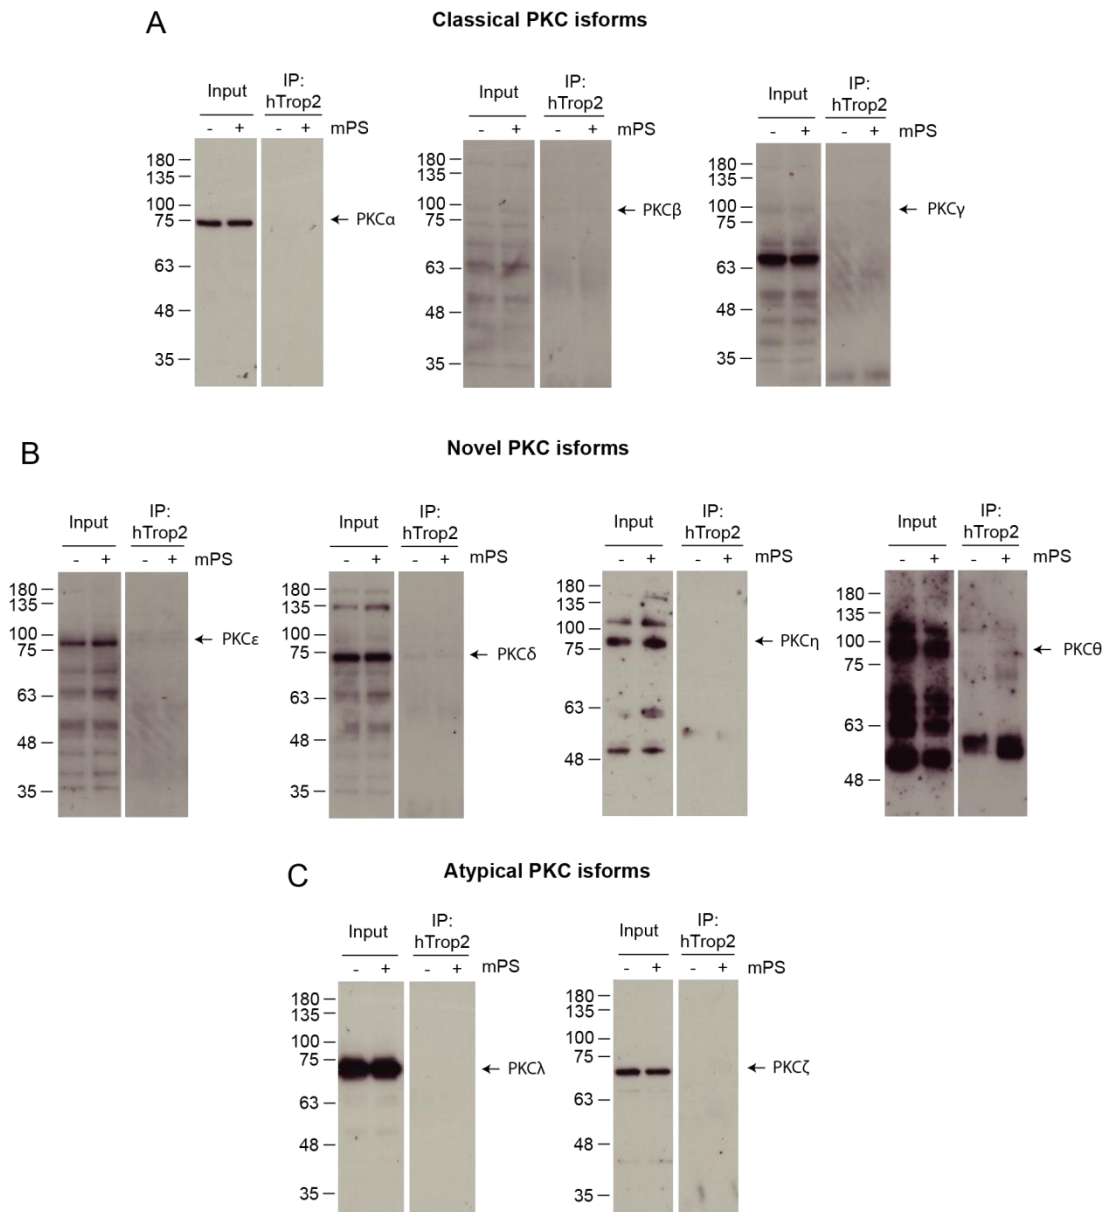 A
Classical PKC isforms
Input
IP:
hTrop2
- + - + mPS
180
135
100
75
63
48
35
← PKCα
Input
IP:
hTrop2
- + - + mPS
180
135
100
75
63
48
35
← PKCβ
Input
IP:
hTrop2
- + - + mPS
180
135
100
75
63
48
35
← PKCγ
B
Novel PKC isforms
Input
IP:
hTrop2
- + - + mPS
180
135
100
75
63
48
35
← PKCε
Input
IP:
hTrop2
- + - + mPS
180
135
100
75
63
48
35
← PKCδ
Input
IP:
hTrop2
- + - + mPS
180
135
100
75
63
48
← PKCη
Input
IP:
hTrop2
- + - + mPS
180
135
100
75
63
48
← PKCθ
C
Atypical PKC isforms
Input
IP:
hTrop2
- + - + mPS
180
135
100
75
63
48
35
← PKCλ
Input
IP:
hTrop2
- + - + mPS
180
135
100
75
63
48
35
← PKCζ